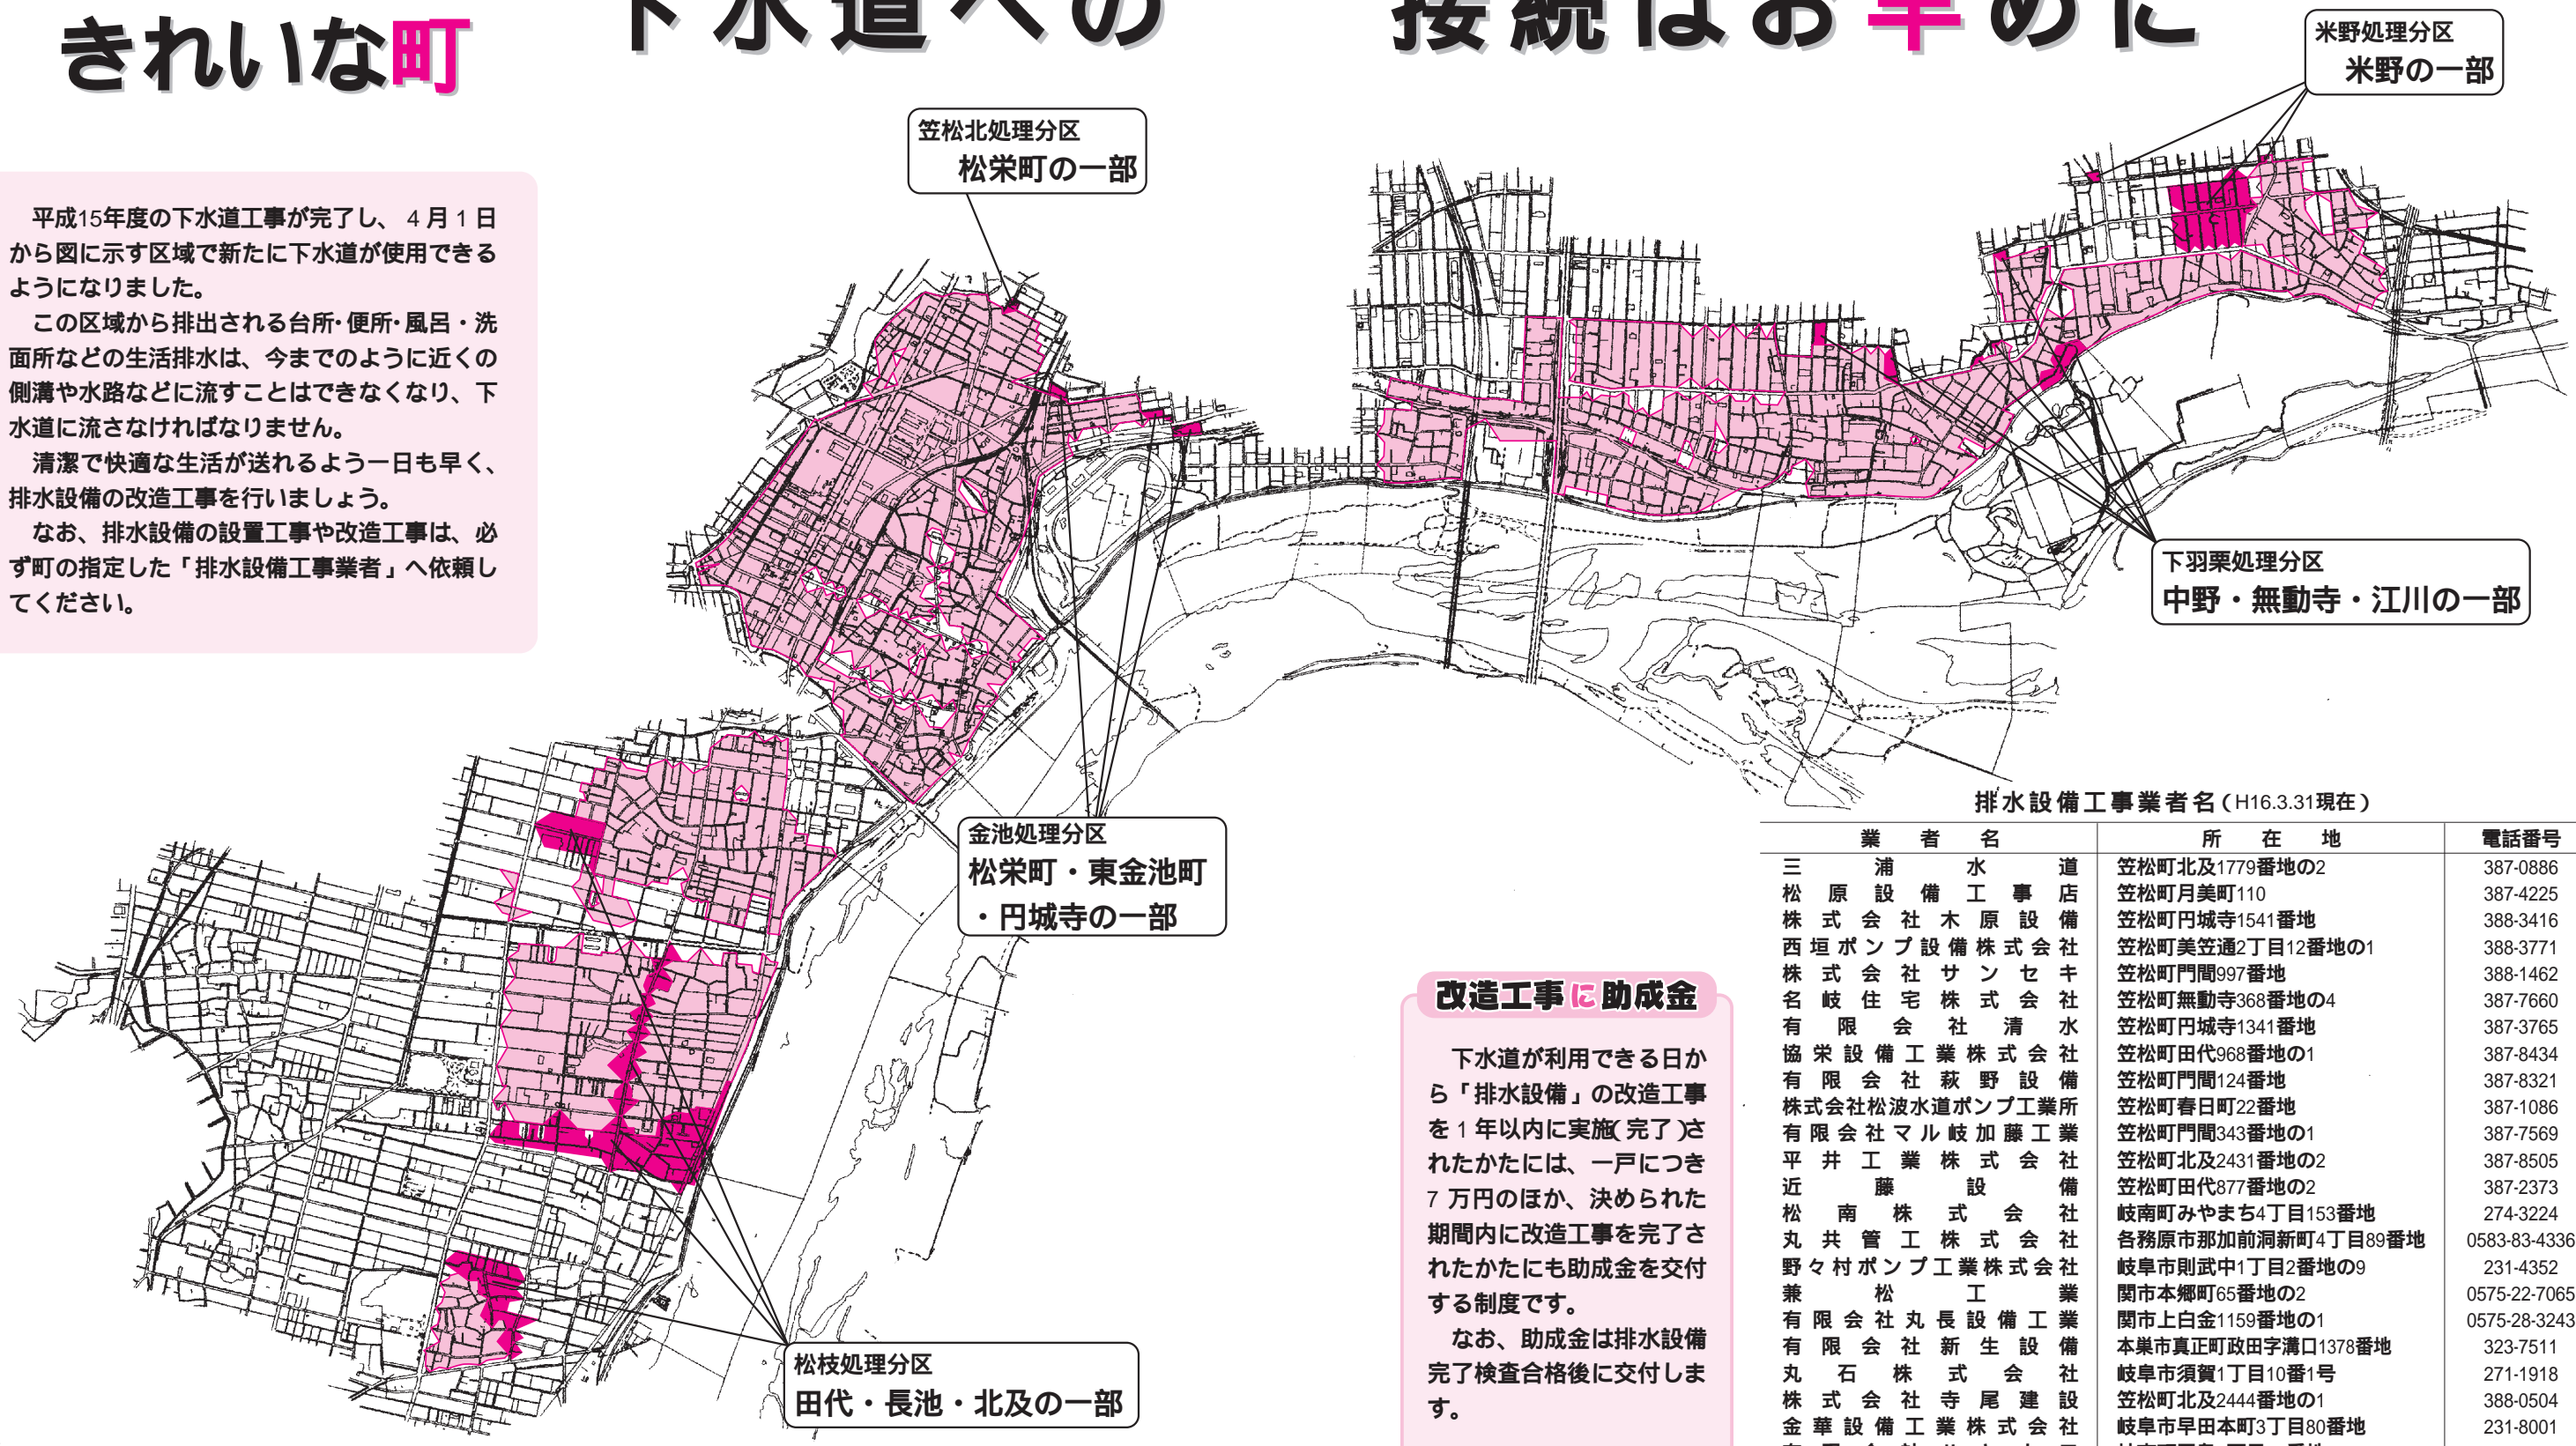 きれいな町
下水道への
接続はお早めに
平成15年度の下水道工事が完了し、４月１日
から図に示す区域で新たに下水道が使用できる
ようになりました。
この区域から排出される台所・便所・風呂・洗
面所などの生活排水は、今までのように近くの
側溝や水路などに流すことはできなくなり、下
水道に流さなければなりません。
清潔で快適な生活が送れるよう一日も早く、
排水設備の改造工事を行いましょう。
なお、排水設備の設置工事や改造工事は、必
ず町の指定した「排水設備工事業者」へ依頼し
てください。
笠松北処理分区
松栄町の一部
米野処理分区
米野の一部
下羽栗処理分区
中野・無動寺・江川の一部
金池処理分区
松栄町・東金池町
・円城寺の一部
松枝処理分区
田代・長池・北及の一部
改造工事に助成金
下水道が利用できる日か
ら「排水設備」の改造工事
を１年以内に実施（完了）さ
れたかたには、一戸につき
７万円のほか、決められた
期間内に改造工事を完了さ
れたかたにも助成金を交付
する制度です。
なお、助成金は排水設備
完了検査合格後に交付しま
す。
排水設備工事業者名（H16.3.31現在）
業者名 所在地 電話番号
三浦水道 笠松町北及1779番地の2 387-0886
松原設備工事店 笠松町月美町110 387-4225
株式会社木原設備 笠松町円城寺1541番地 388-3416
西垣ポンプ設備株式会社 笠松町美笠通2丁目12番地の1 388-3771
株式会社サンセキ 笠松町門間997番地 388-1462
名岐住宅株式会社 笠松町無動寺368番地の4 387-7660
有限会社清水 笠松町円城寺1341番地 387-3765
協栄設備工業株式会社 笠松町田代968番地の1 387-8434
有限会社萩野設備 笠松町門間124番地 387-8321
株式会社松波水道ポンプ工業所 笠松町春日町22番地 387-1086
有限会社マル岐加藤工業 笠松町門間343番地の1 387-7569
平井工業株式会社 笠松町北及2431番地の2 387-8505
近藤設備 笠松町田代877番地の2 387-2373
松南株式会社 岐南町みやまち4丁目153番地 274-3224
丸共管工株式会社 各務原市那加前洞新町4丁目89番地 0583-83-4336
野々村ポンプ工業株式会社 岐阜市則武中1丁目2番地の9 231-4352
兼松工業 関市本郷町65番地の2 0575-22-7065
有限会社丸長設備工業 関市上白金1159番地の1 0575-28-3243
有限会社新生設備 本巣市真正町政田字溝口1378番地 323-7511
丸石株式会社 岐阜市須賀1丁目10番1号 271-1918
株式会社寺尾建設 笠松町北及2444番地の1 388-0504
金華設備工業株式会社 岐阜市早田本町3丁目80番地 231-8001